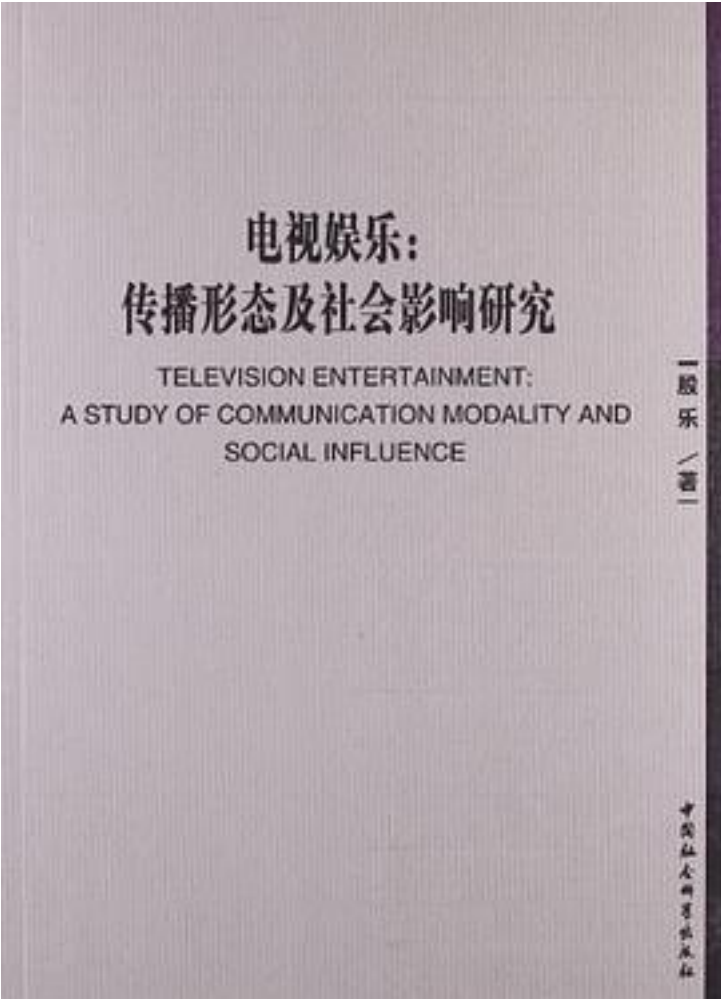 电视娱乐：
传播形态及社会影响研究
TELEVISION ENTERTAINMENT:
A STUDY OF COMMUNICATION MODALITY AND
SOCIAL INFLUENCE
殷乐／著
中国社会科学出版社